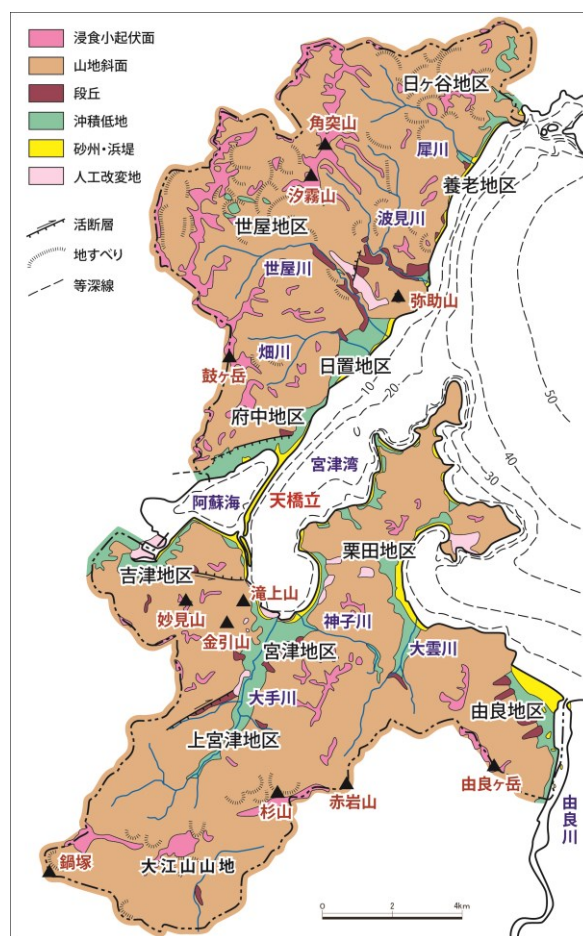 浸食小起伏面
山地斜面
段丘
沖積低地
砂州・浜堤
人工改変地
活断層
地すべり
等深線
日ヶ谷地区
角突山
犀川
汐霧山
養老地区
世屋地区
波見川
世屋川
弥助山
畑川
鼓ヶ岳
日置地区
10
20
50
府中地区
40
30
宮津湾
阿蘇海
天橋立
栗田地区
吉津地区
滝上山
妙見山
神子川
金引山
宮津地区
大雲川
大手川
由良地区
上宮津地区
由良ヶ岳
赤岩山
杉山
由良川
鍋塚
大江山山地
0 2 4km